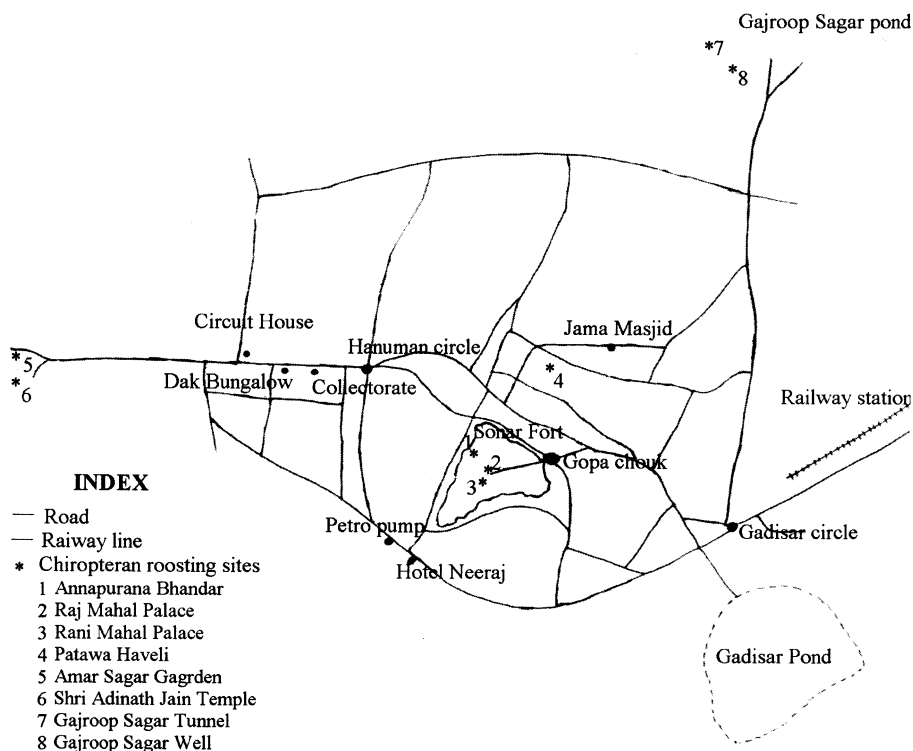 Gajroop Sagar pond
* 7
* 8
Circuit House
Hanuman circle
Jama Masjid
* 5
* 6
Dak Bungalow
Collectorate
* 4
Railway station
Sonar Fort
1 *
* 2
3 *
Gopa chouk
Petro pump
Hotel Neeraj
Gadisar circle
Gadisar Pond
INDEX
— Road
— Raiway line
* Chiropteran roosting sites
1 Annapurana Bhandar
2 Raj Mahal Palace
3 Rani Mahal Palace
4 Patawa Haveli
5 Amar Sagar Gagrden
6 Shri Adinath Jain Temple
7 Gajroop Sagar Tunnel
8 Gajroop Sagar Well